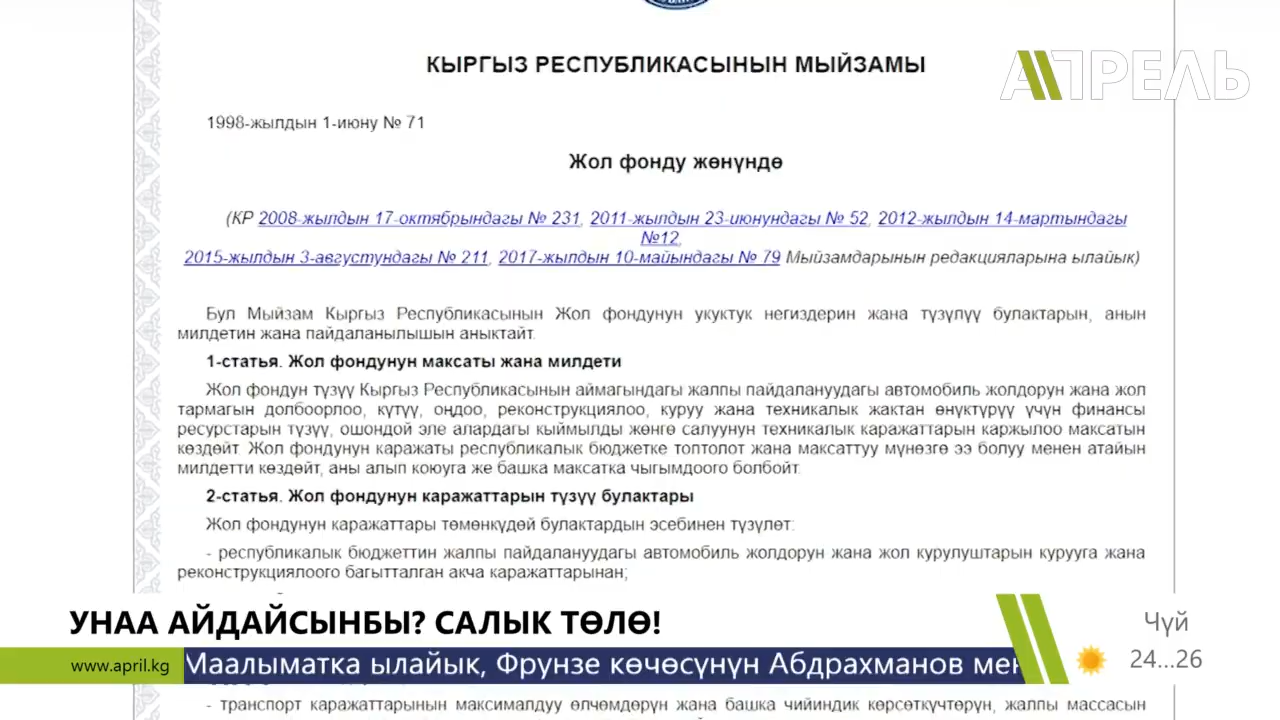 КЫРГЫЗ РЕСПУБЛИКАСЫНЫН МЫЙЗАМЫ
АПРЕЛЬ
1998-жылдын 1-июну № 71
Жол фонду жөнүндө
(КР 2008-жылдын 17-октябрындагы № 231, 2011-жылдын 23-июнундагы № 52, 2012-жылдын 14-мартындагы
№12,
2015-жылдын 3-августундагы № 211, 2017-жылдын 10-майындагы № 79 Мыйзамдарынын редакцияларына ылайык)
Бул Мыйзам Кыргыз Республикасынын Жол фондунун укуктук негиздерин жана түзүлүү булактарын, анын
милдетин жана пайдаланылышын аныктайт.
1-статья. Жол фондунун максаты жана милдети
Жол фондун түзүү Кыргыз Республикасынын аймагындагы жалпы пайдалануудагы автомобиль жолдорун жана жол
тармагын долбоорлоо, күтүү, оңдоо, реконструкциялоо, куруу жана техникалык жактан өнүктүрүү үчүн финансы
ресурстарын түзүү, ошондой эле алардагы кыймылды жөнгө салуунун техникалык каражаттарын каржылоо максатын
көздөйт. Жол фондунун каражаты республикалык бюджетке топтолот жана максаттуу мүнөзгө ээ болуу менен атайын
милдетти көздөйт, аны алып коюуга же башка максатка чыгымдоого болбойт.
2-статья. Жол фондунун каражаттарын түзүү булактары
Жол фондунун каражаттары төмөнкүдөй булактардын эсебинен түзүлөт:
- республикалык бюджеттин жалпы пайдалануудагы автомобиль жолдорун жана жол курулуштарын курууга жана
реконструкциялоого багытталган акча каражаттарынан;
УНАА АЙДАЙСЫНБЫ? САЛЫК ТӨЛӨ!
Чүй
24...26
www.april.kg
Маалыматка ылайык, Фрунзе көчөсүнүн Абдрахманов мен
- транспорт каражаттарынын максималдуу өлчөмдөрүн жана башка чийиндик көрсөткүчтөрүн, жалпы массасын